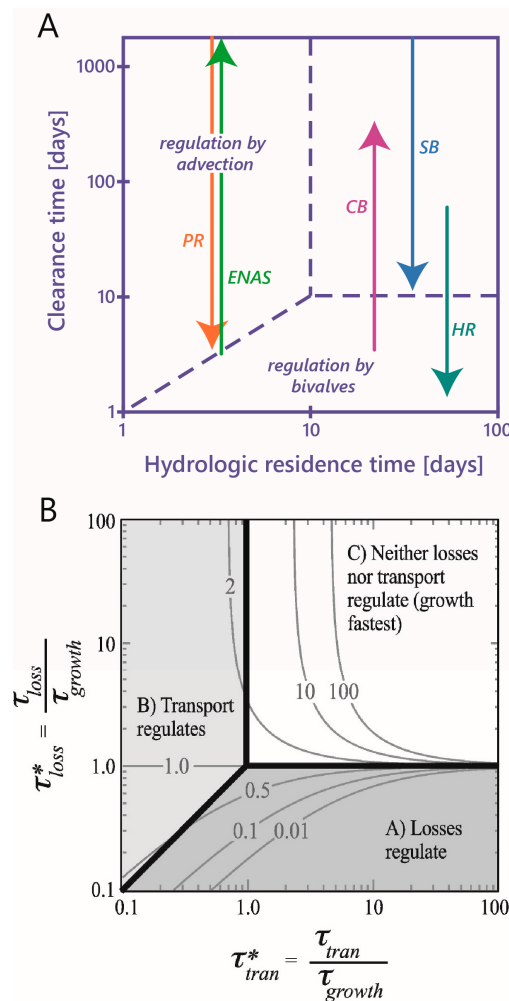 A
Clearance time [days]
1000
100
10
1
regulation by
advection
PR
ENAS
CB
SB
HR
regulation by
bivalves
1
10
100
Hydrologic residence time [days]
B
τ*loss = τloss / τgrowth
100
10
1.0
0.1
2
10
100
C) Neither losses
nor transport
regulate (growth
fastest)
B) Transport
regulates
1.0
0.5
0.1
0.01
A) Losses
regulate
0.1
1.0
10
100
τ*tran = τtran / τgrowth